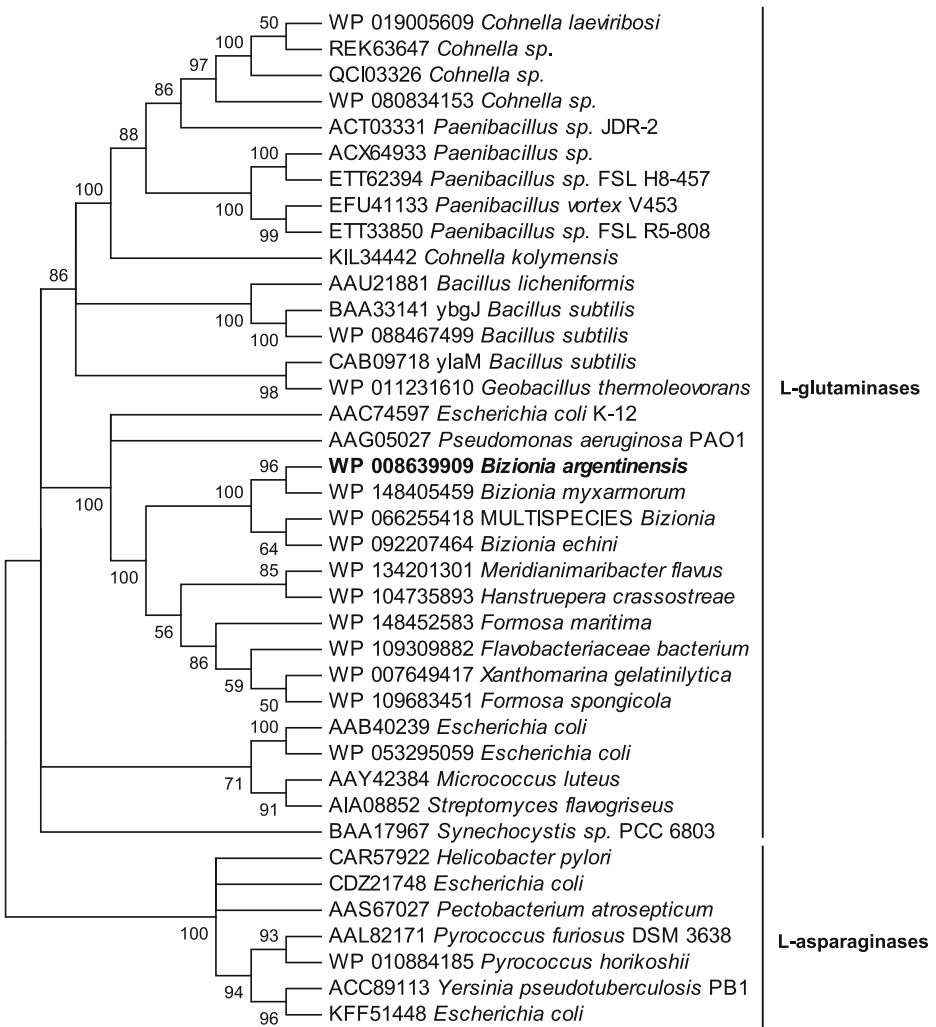 50 WP 019005609 Cohnella laeviribosi
100 REK63647 Cohnella sp.
97 QCI03326 Cohnella sp.
86 WP 080834153 Cohnella sp.
88 ACT03331 Paenibacillus sp. JDR-2
100 ACX64933 Paenibacillus sp.
100 ETT62394 Paenibacillus sp. FSL H8-457
100 EFU41133 Paenibacillus vortex V453
99 ETT33850 Paenibacillus sp. FSL R5-808
KIL34442 Cohnella kolymensis
86 AAU21881 Bacillus licheniformis
100 BAA33141 ybgJ Bacillus subtilis
100 WP 088467499 Bacillus subtilis
CAB09718 ylaM Bacillus subtilis
98 WP 011231610 Geobacillus thermoleovorans
L-glutaminases
AAC74597 Escherichia coli K-12
AAG05027 Pseudomonas aeruginosa PAO1
96 WP 008639909 Bizionia argentinensis
100 100 WP 148405459 Bizionia myxarmorum
WP 066255418 MULTISPECIES Bizionia
64 WP 092207464 Bizionia echini
100 85 WP 134201301 Meridianimaribacter flavus
WP 104735893 Hanstruepera crassostreae
56 WP 148452583 Formosa maritima
86 WP 109309882 Flavobacteriaceae bacterium
59 WP 007649417 Xanthomarina gelatinilytica
50 WP 109683451 Formosa spongicola
100 AAB40239 Escherichia coli
WP 053295059 Escherichia coli
71 AAY42384 Micrococcus luteus
91 AIA08852 Streptomyces flavogriseus
BAA17967 Synechocystis sp. PCC 6803
CAR57922 Helicobacter pylori
CDZ21748 Escherichia coli
AAS67027 Pectobacterium atrosepticum
100 93 AAL82171 Pyrococcus furiosus DSM 3638
L-asparaginases
WP 010884185 Pyrococcus horikoshii
94 ACC89113 Yersinia pseudotuberculosis PB1
96 KFF51448 Escherichia coli